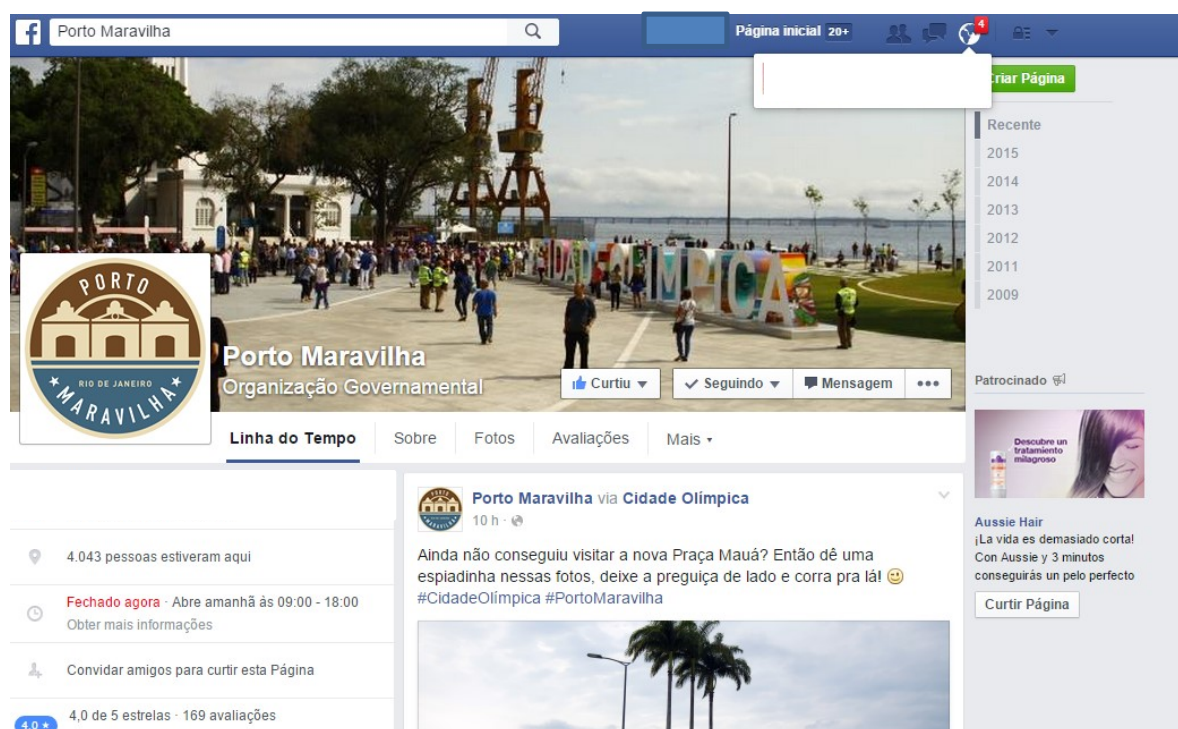 f
Porto Maravilha
Página inicial 20+
4
Criar Página
Recente
2015
2014
2013
2012
2011
2009
CIDADE OLÍMPICA
PORTO
RIO DE JANEIRO
MARAVILHA
Porto Maravilha
Organização Governamental
Curtiu
Seguindo
Mensagem
Linha do Tempo
Sobre
Fotos
Avaliações
Mais
Patrocinado
Descubre un
tratamiento
milagroso
Aussie Hair
¡La vida es demasiado corta!
Con Aussie y 3 minutos
conseguirás un pelo perfecto
Curtir Página
4.043 pessoas estiveram aqui
Fechado agora · Abre amanhã às 09:00 - 18:00
Obter mais informações
Convidar amigos para curtir esta Página
4,0 de 5 estrelas · 169 avaliações
4.0 ★
Porto Maravilha via Cidade Olímpica
10 h ·
Ainda não conseguiu visitar a nova Praça Mauá? Então dê uma
espiadinha nessas fotos, deixe a preguiça de lado e corra pra lá!
#CidadeOlímpica #PortoMaravilha